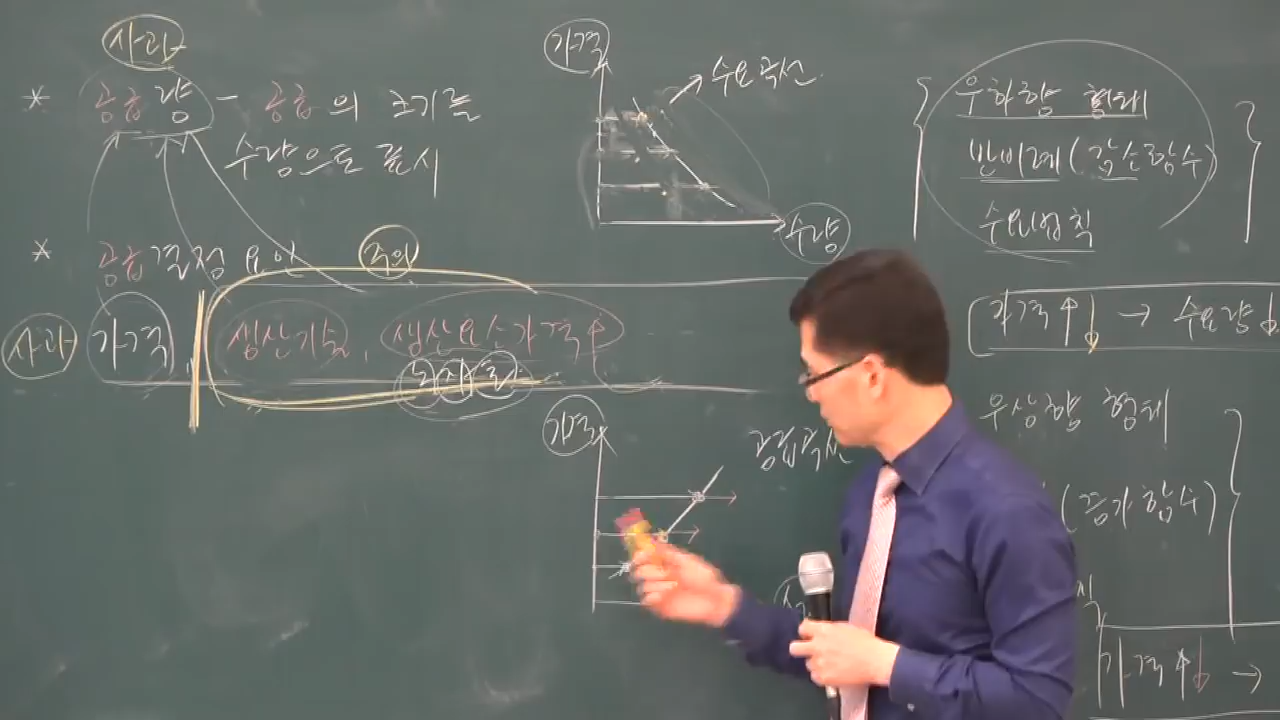 사과
* 공급량 - 공급의 크기를
수량으로 표시
* 공급결정 요인
주의
사과 가격, 생산기술, 생산요소가격↑
가격
수요곡선
수량
우하향 형태
반비례(감소함수)
수요법칙
가격↑↓ → 수요량↓
가격
공급곡선
우상향 형태
(증가함수)
가격↑↓ →